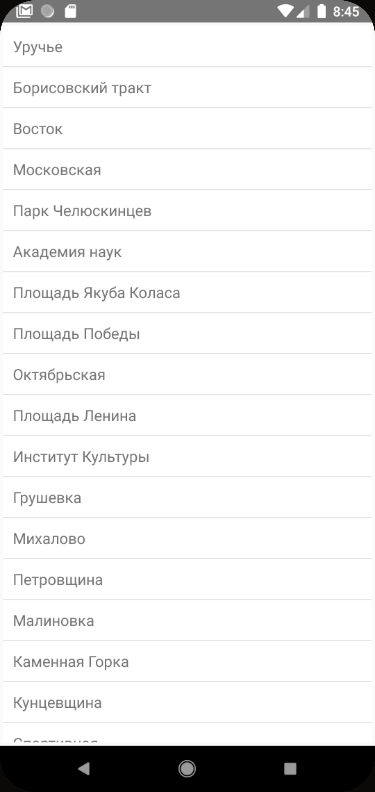 8:45
Уручье
Борисовский тракт
Восток
Московская
Парк Челюскинцев
Академия наук
Площадь Якуба Коласа
Площадь Победы
Октябрьская
Площадь Ленина
Институт Культуры
Грушевка
Михалово
Петровщина
Малиновка
Каменная Горка
Кунцевщина